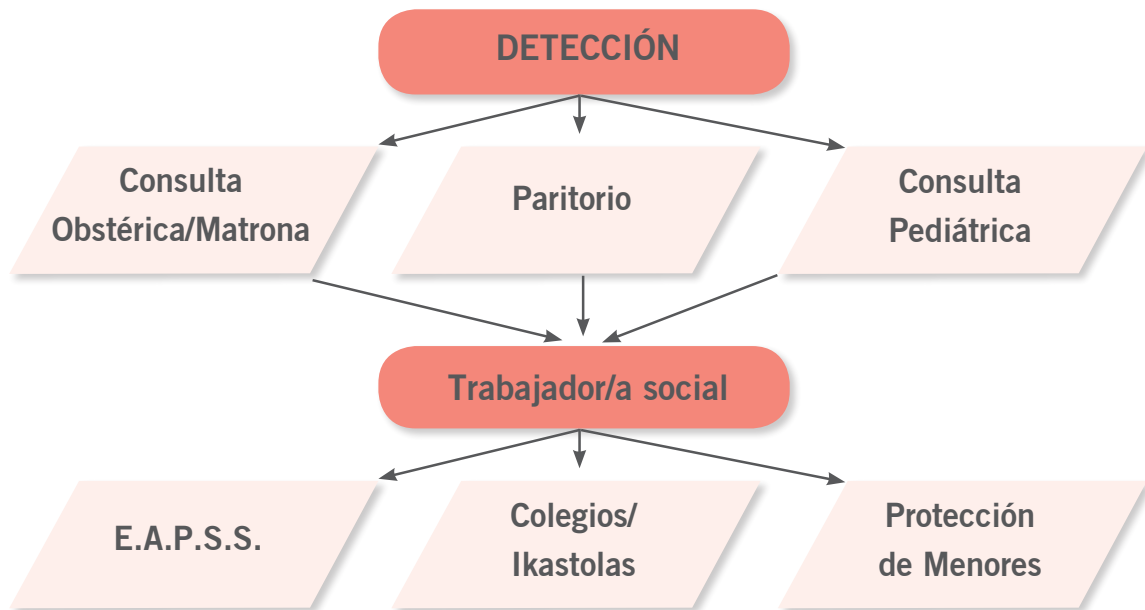 DETECCIÓN
Consulta
Obstérica/Matrona
Paritorio
Consulta
Pediátrica
Trabajador/a social
E.A.P.S.S.
Colegios/
Ikastolas
Protección
de Menores